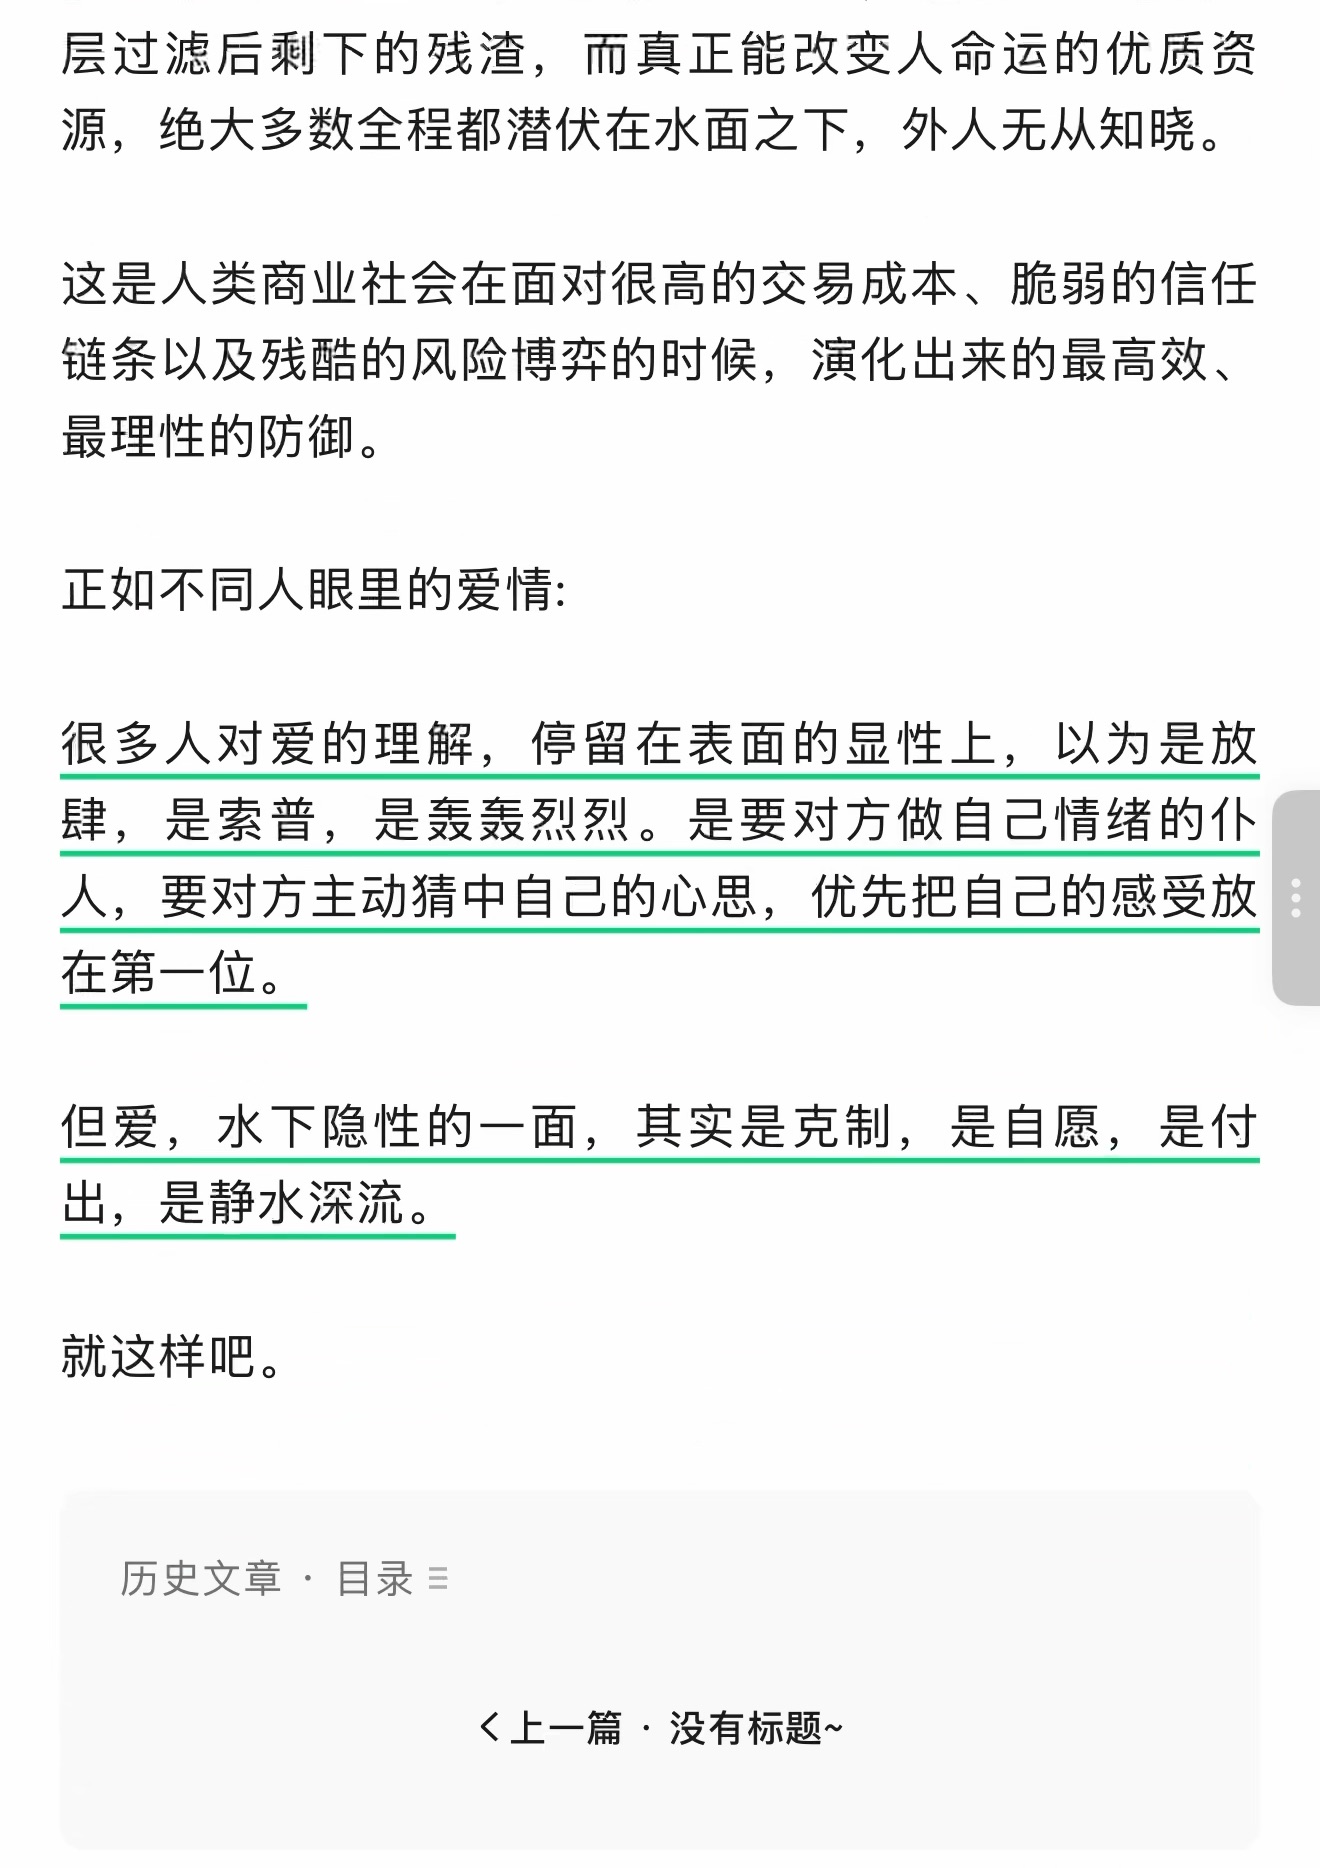 层过滤后剩下的残渣，而真正能改变人命运的优质资
源，绝大多数全程都潜伏在水面之下，外人无从知晓。
这是人类商业社会在面对很高的交易成本、脆弱的信任
链条以及残酷的风险博弈的时候，演化出来的最高效、
最理性的防御。
正如不同人眼里的爱情:
很多人对爱的理解，停留在表面的显性上，以为是放
肆，是索普，是轰轰烈烈。是要对方做自己情绪的仆
人，要对方主动猜中自己的心思，优先把自己的感受放
在第一位。
但爱，水下隐性的一面，其实是克制，是自愿，是付
出，是静水深流。
就这样吧。
历史文章 · 目录
上一篇 · 没有标题~